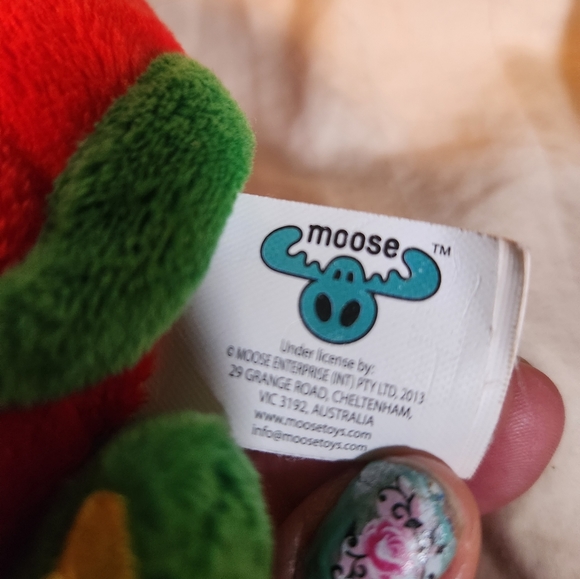 moose ™
Under license by:
© MOOSE ENTERPRISE (INT) PTY LTD, 2013
29 GRANGE ROAD, CHELTENHAM,
VIC 3192, AUSTRALIA
www.moosetoys.com
info@moosetoys.com